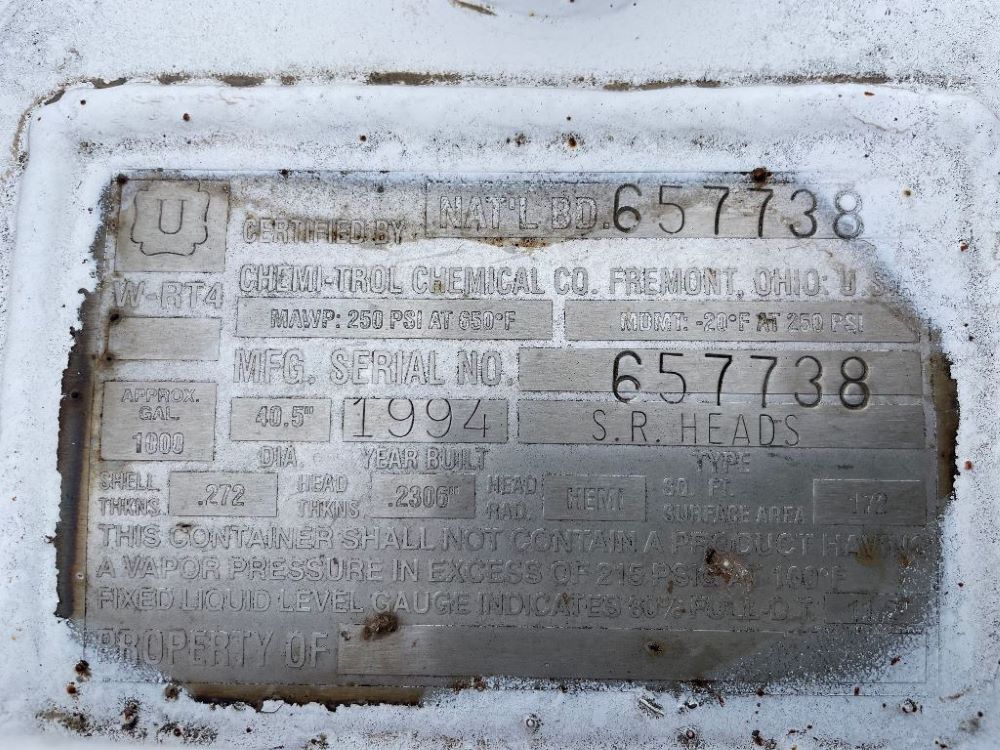 U
CERTIFIED BY NAT'L BD. 657738
CHEMI-TROL CHEMICAL CO. FREMONT, OHIO: U S
W-RT4
MAWP: 250 PSI AT 650°F MDMT: -20°F AT 250 PSI
MFG. SERIAL NO. 657738
APPROX.
GAL.
1000
40.5" 1994 S.R. HEADS
DIA. YEAR BUILT TYPE
SHELL THKNS. .272 HEAD THKNS. HEAD RAD. HEMI SQ. FT. SURFACE AREA 172
THIS CONTAINER SHALL NOT CONTAIN A PRODUCT HAVING
A VAPOR PRESSURE IN EXCESS OF 215 PSIG AT 100°F
FIXED LIQUID LEVEL GAUGE INDICATES 80% FULL D.T.
PROPERTY OF